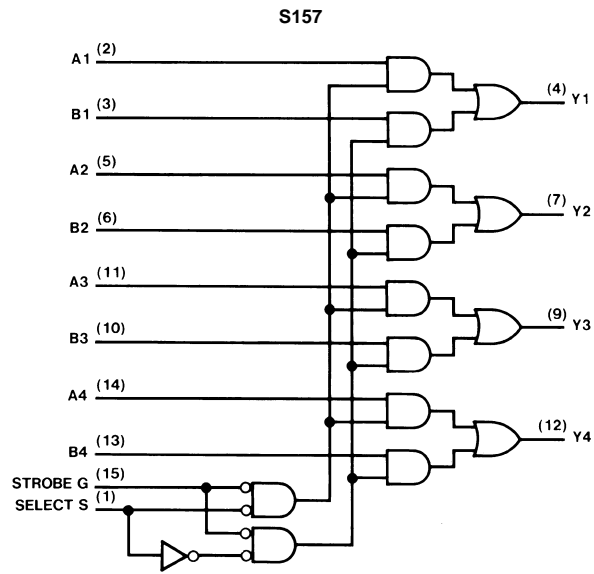 S157
A1 (2)
(4) Y1
B1 (3)
A2 (5)
(7) Y2
B2 (6)
A3 (11)
(9) Y3
B3 (10)
A4 (14)
(12) Y4
B4 (13)
STROBE G (15)
SELECT S (1)